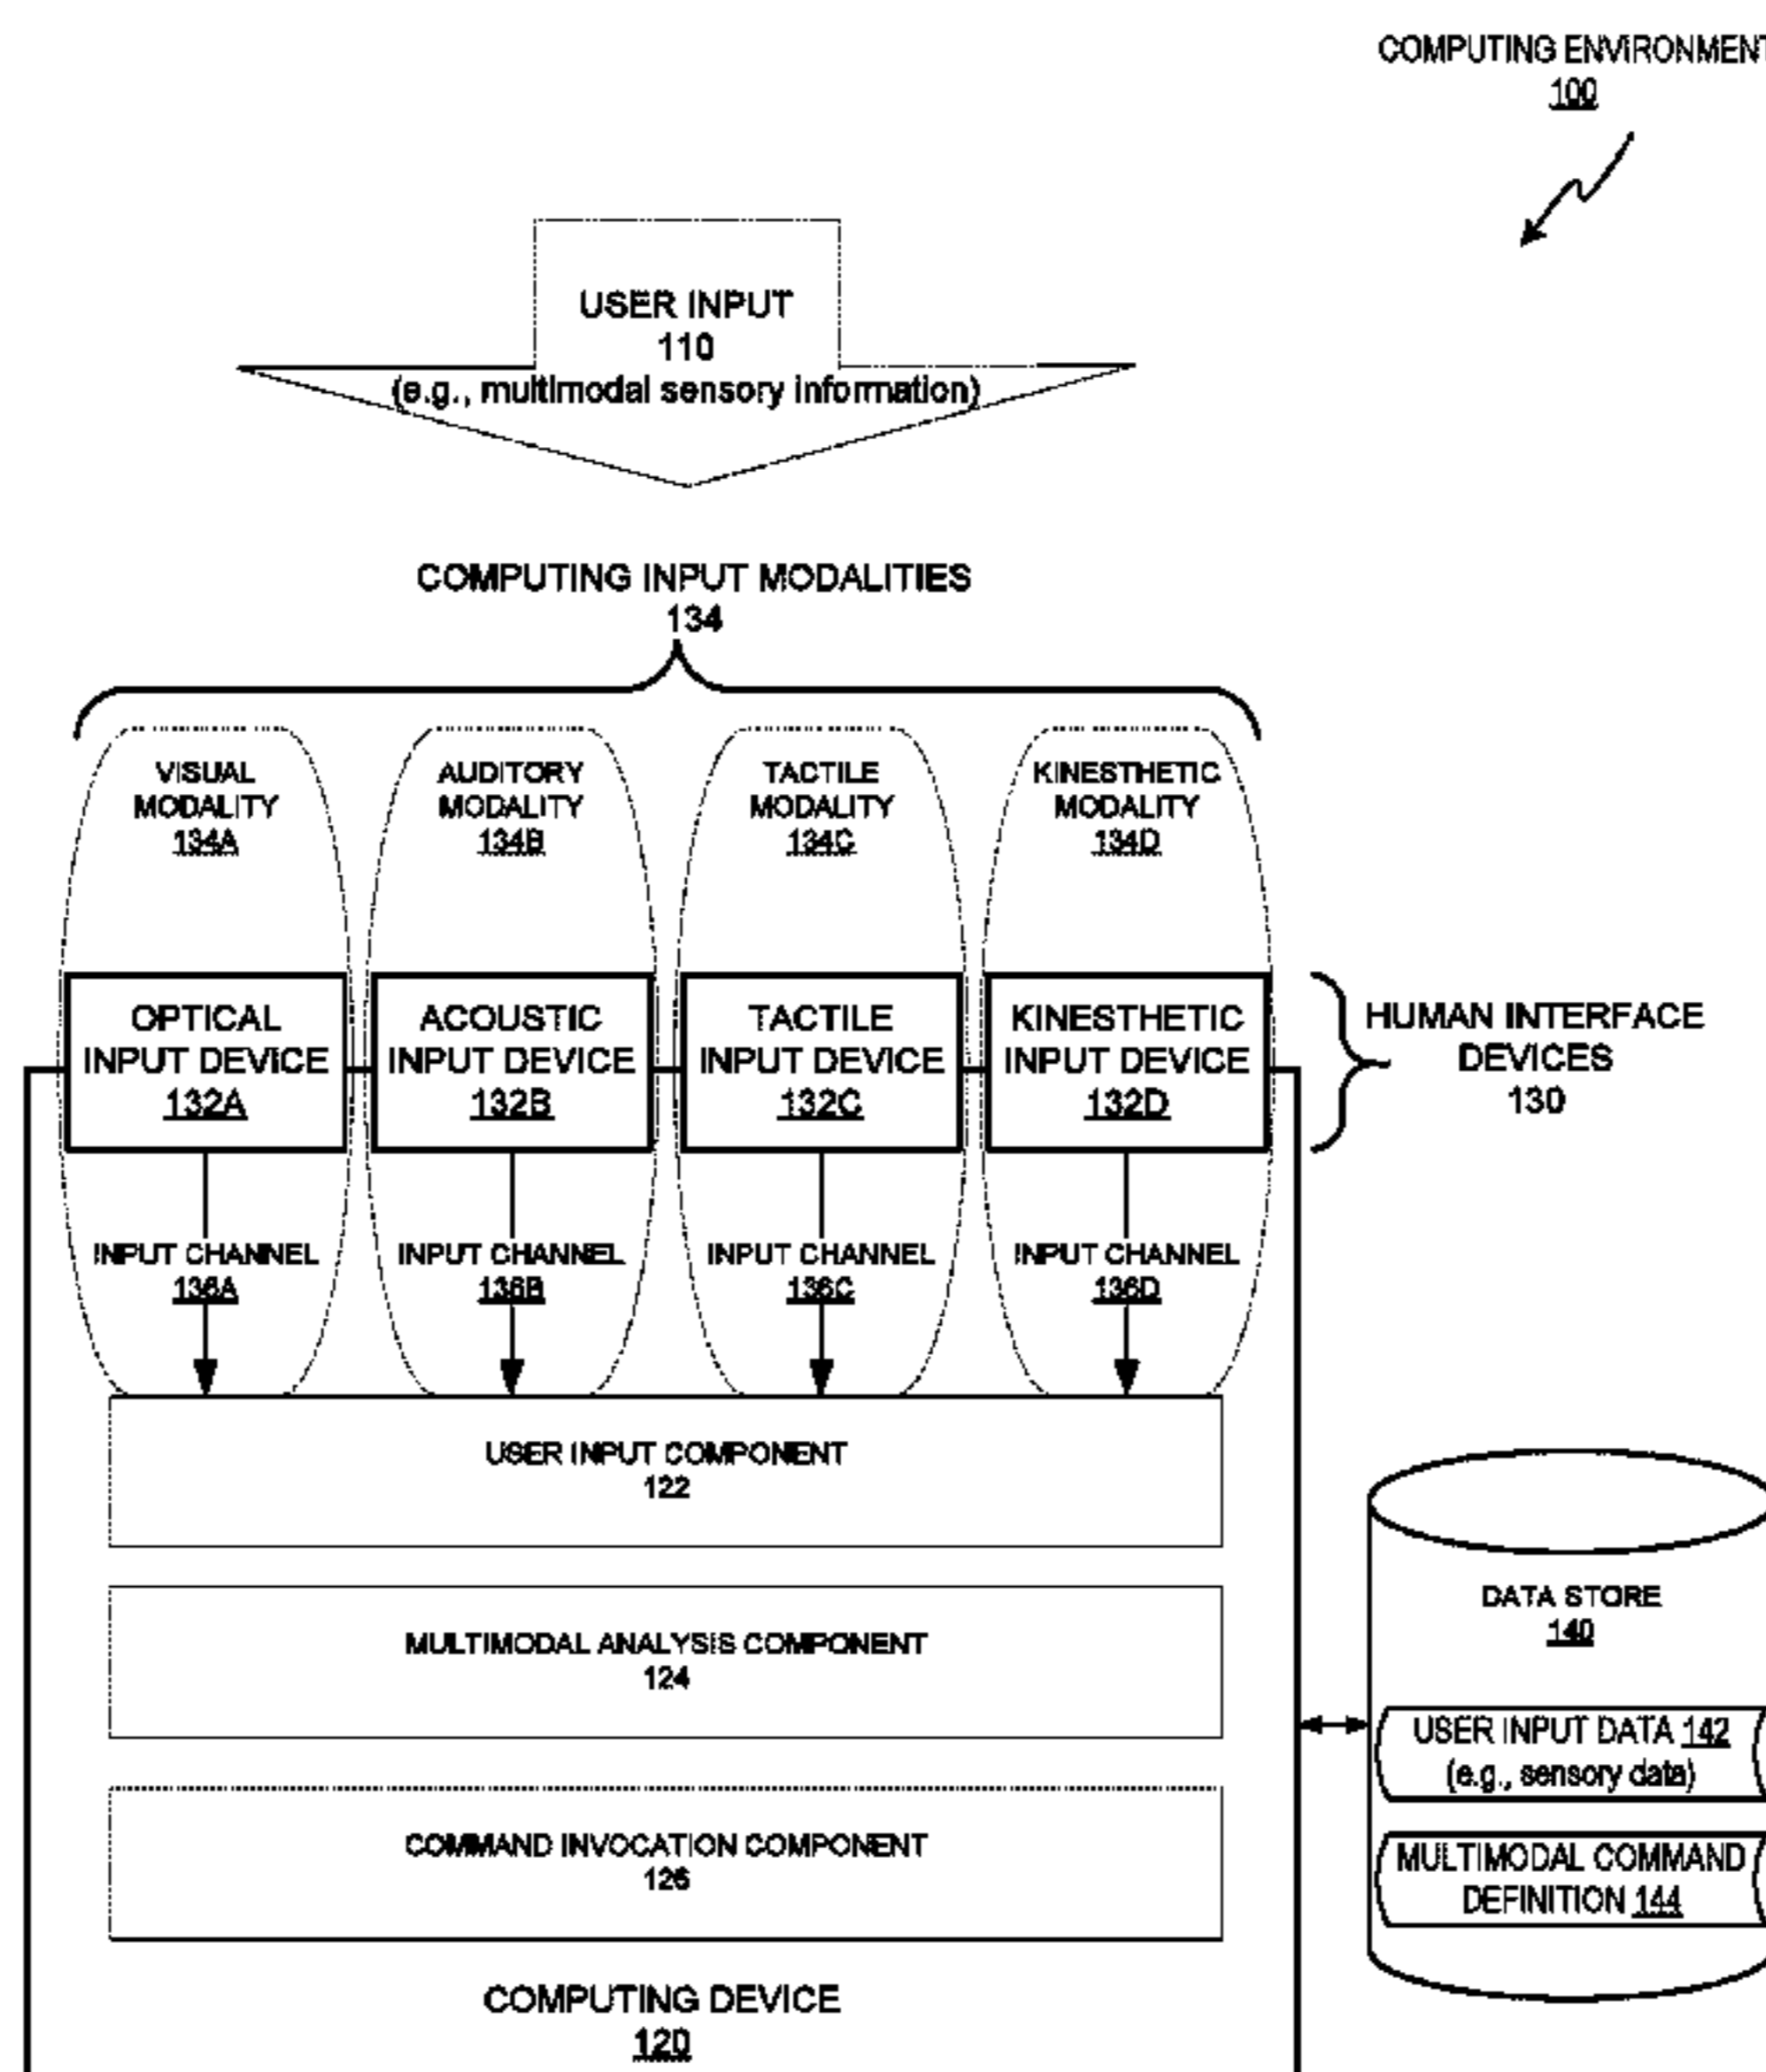 COMPUTING ENVIRONMENT
100
USER INPUT
110
(e.g., multimodal sensory information)
COMPUTING INPUT MODALITIES
134
VISUAL
MODALITY
134A
AUDITORY
MODALITY
134B
TACTILE
MODALITY
134C
KINESTHETIC
MODALITY
134D
OPTICAL
INPUT DEVICE
132A
ACOUSTIC
INPUT DEVICE
132B
TACTILE
INPUT DEVICE
132C
KINESTHETIC
INPUT DEVICE
132D
HUMAN INTERFACE
DEVICES
130
INPUT CHANNEL
136A
INPUT CHANNEL
136B
INPUT CHANNEL
136C
INPUT CHANNEL
136D
USER INPUT COMPONENT
122
MULTIMODAL ANALYSIS COMPONENT
124
COMMAND INVOCATION COMPONENT
126
COMPUTING DEVICE
120
DATA STORE
140
USER INPUT DATA 142
(e.g., sensory data)
MULTIMODAL COMMAND
DEFINITION 144